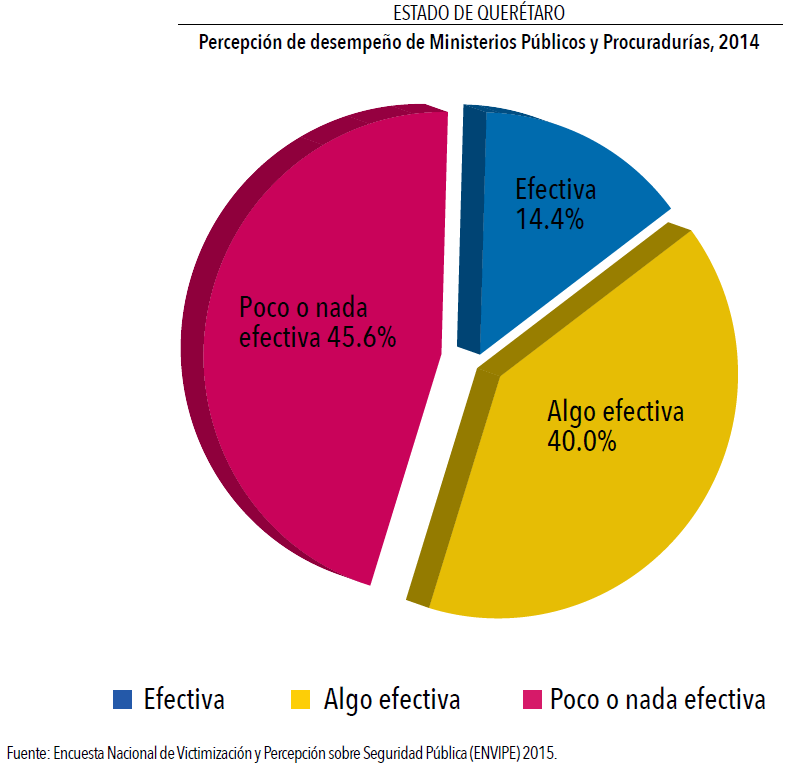 ESTADO DE QUERÉTARO
Percepción de desempeño de Ministerios Públicos y Procuradurías, 2014
Efectiva
14.4%
Poco o nada
efectiva 45.6%
Algo efectiva
40.0%
Efectiva
Algo efectiva
Poco o nada efectiva
Fuente: Encuesta Nacional de Victimización y Percepción sobre Seguridad Pública (ENVIPE) 2015.